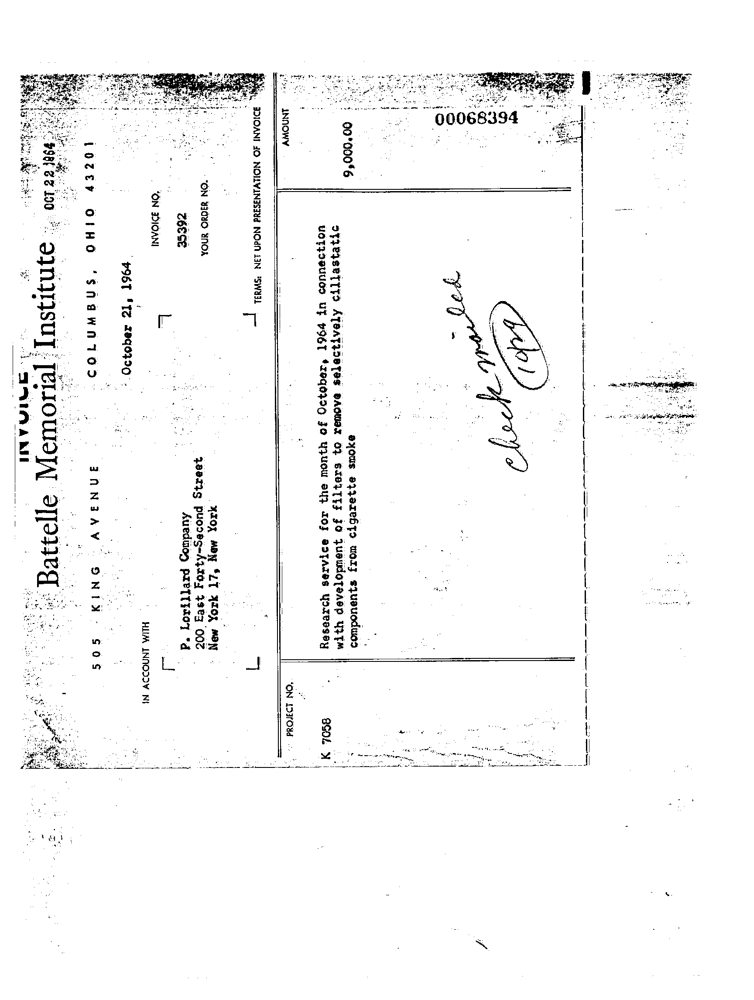 INVOICE
Battelle Memorial Institute OCT 22 1964
505 KING AVENUE COLUMBUS, OHIO 43201
October 21, 1964
IN ACCOUNT WITH
INVOICE NO.
P. Lorillard Company
200 East Forty-Second Street
New York 17, New York
35392
YOUR ORDER NO.
TERMS: NET UPON PRESENTATION OF INVOICE
PROJECT NO.
AMOUNT
K 7058
Research service for the month of October, 1964 in connection
with development of filters to remove selectively cillastatic
components from cigarette smoke
9,000.00
00068394
check mailed